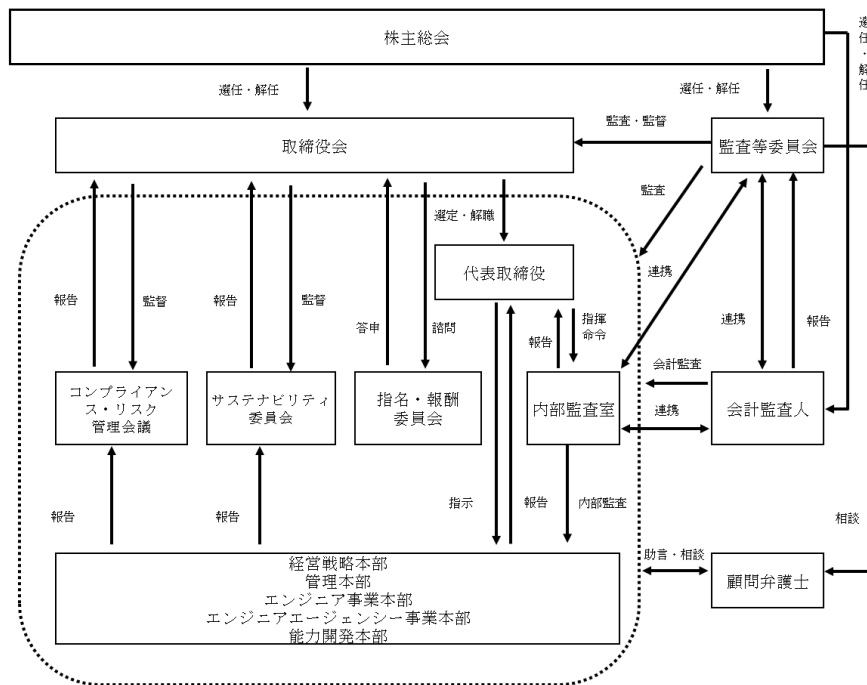 株主総会
選任・解任
選任・解任
選任・解任
取締役会
監査・監督
監査等委員会
監査
選定・解職
代表取締役
連携
報告
監督
報告
監督
答申
諮問
報告
指揮
命令
連携
報告
会計監査
コンプライアン
ス・リスク
管理会議
サステナビリティ
委員会
指名・報酬
委員会
内部監査室
連携
会計監査人
報告
報告
指示
報告
内部監査
相談
経営戦略本部
管理本部
エンジニア事業本部
エンジニアエージェンシー事業本部
能力開発本部
助言・相談
顧問弁護士